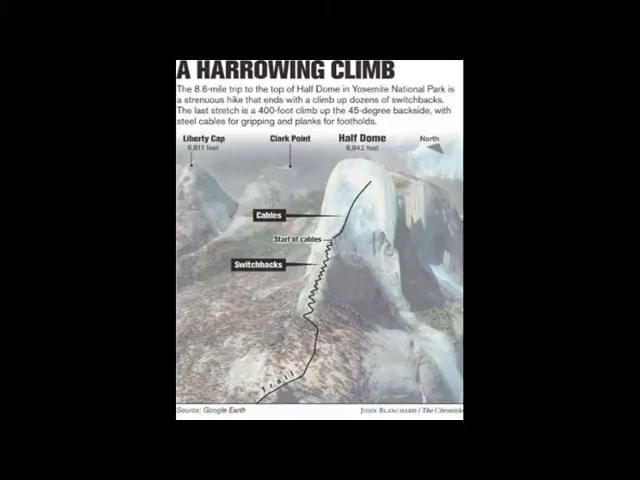 A HARROWING CLIMB
The 8.6-mile trip to the top of Half Dome in Yosemite National Park is
a strenuous hike that ends with a climb up dozens of switchbacks.
The last stretch is a 400-foot climb up the 45-degree backside, with
steel cables for gripping and planks for footholds.
Liberty Cap
Clark Point
Half Dome
North
6,811 feet
6,842 feet
Cables
Start of cables
Switchbacks
Trail
Source: Google Earth
JOHN BLANCHARD / The Chronicle